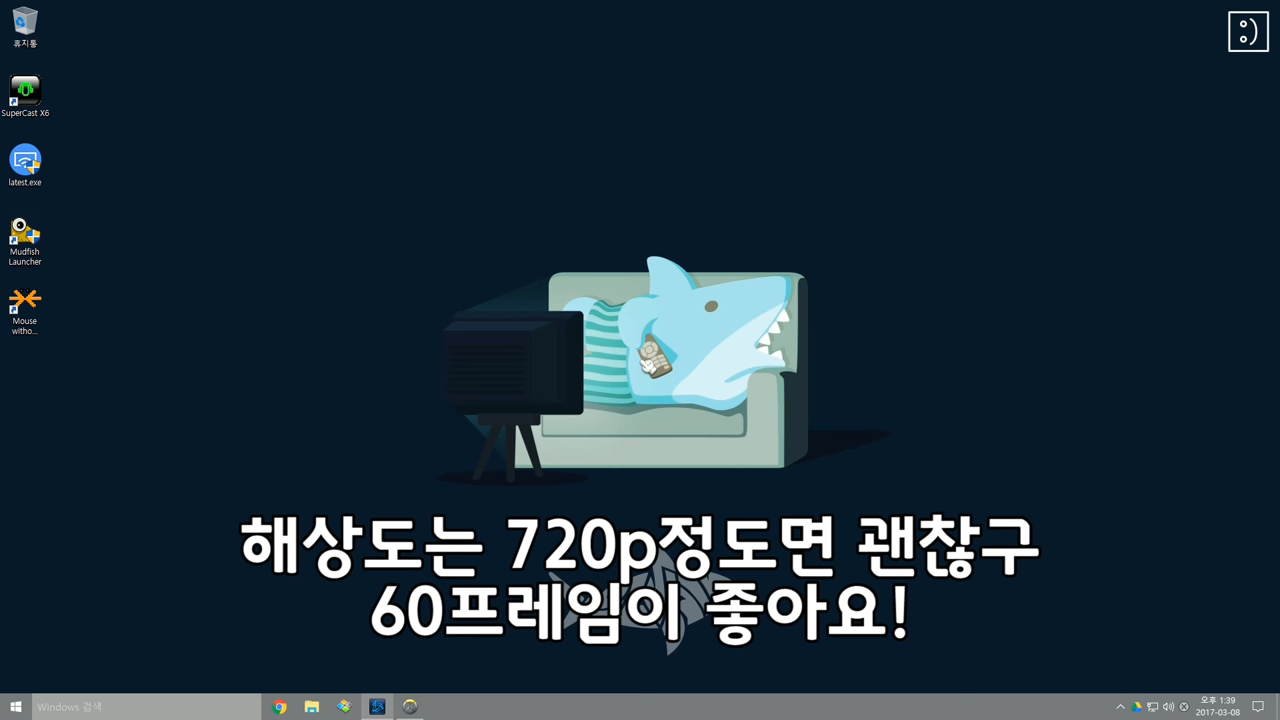 휴지통
:)
SuperCast X6
latest.exe
Mudfish
Launcher
Mouse
witho...
해상도는 720p정도면 괜찮구
60프레임이 좋아요!
Windows 검색
오후 1:39
2017-03-08